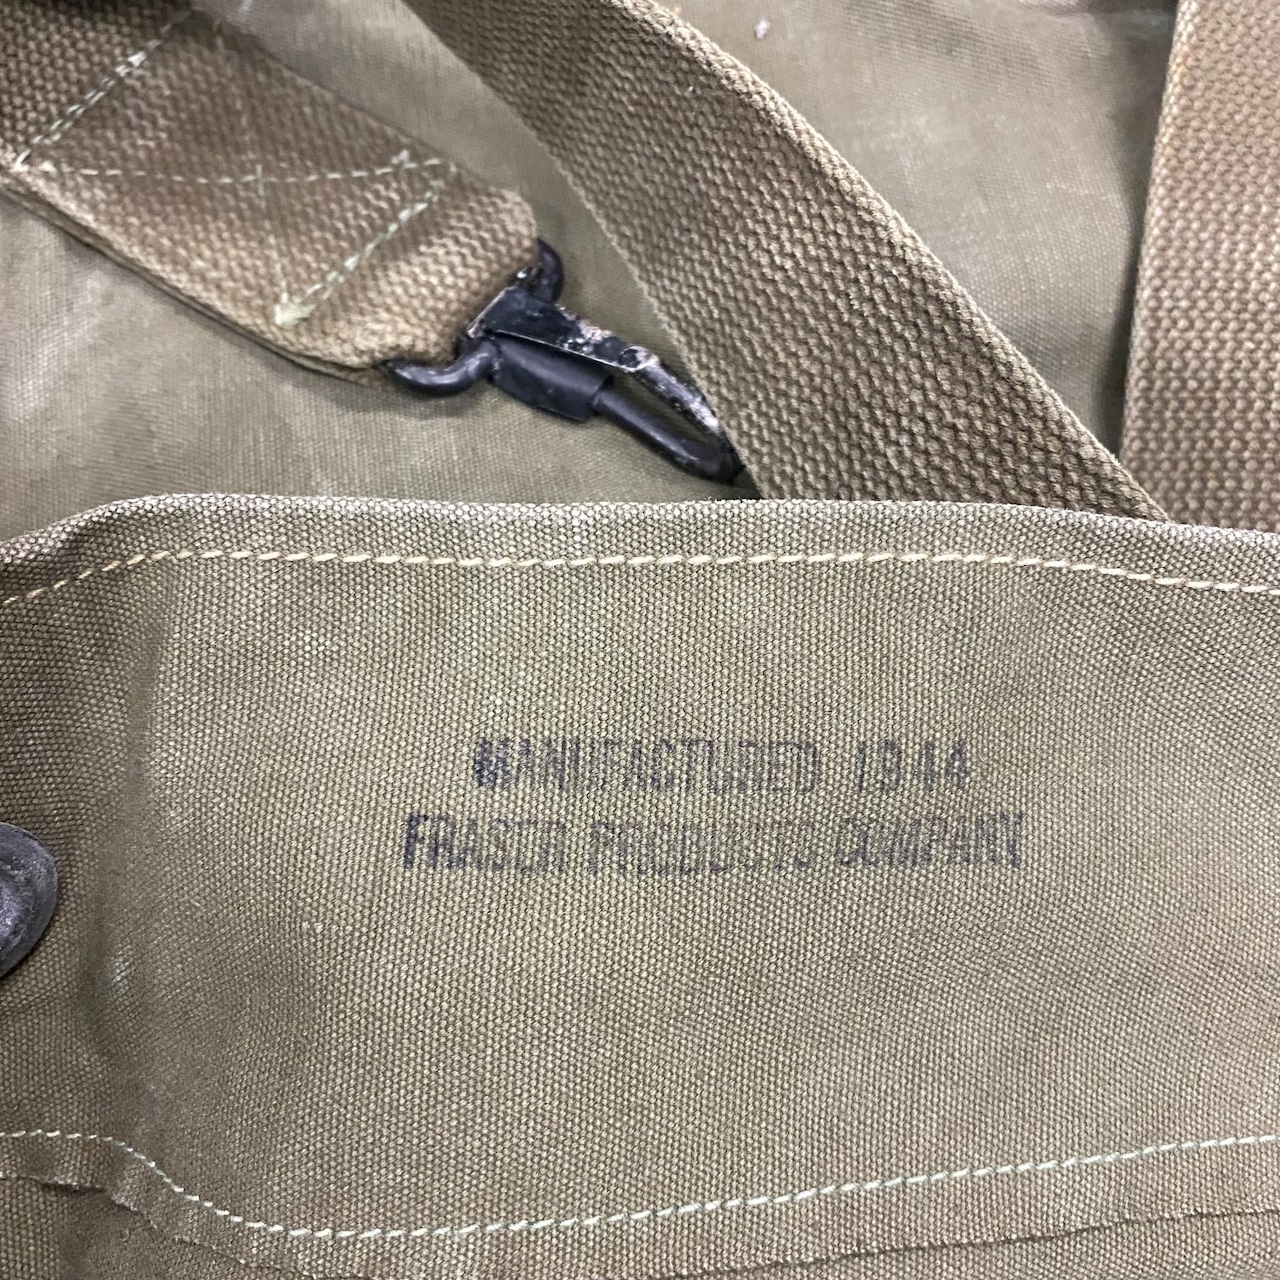 MANUFACTURED 1944
FRASER PRODUCTS COMPANY